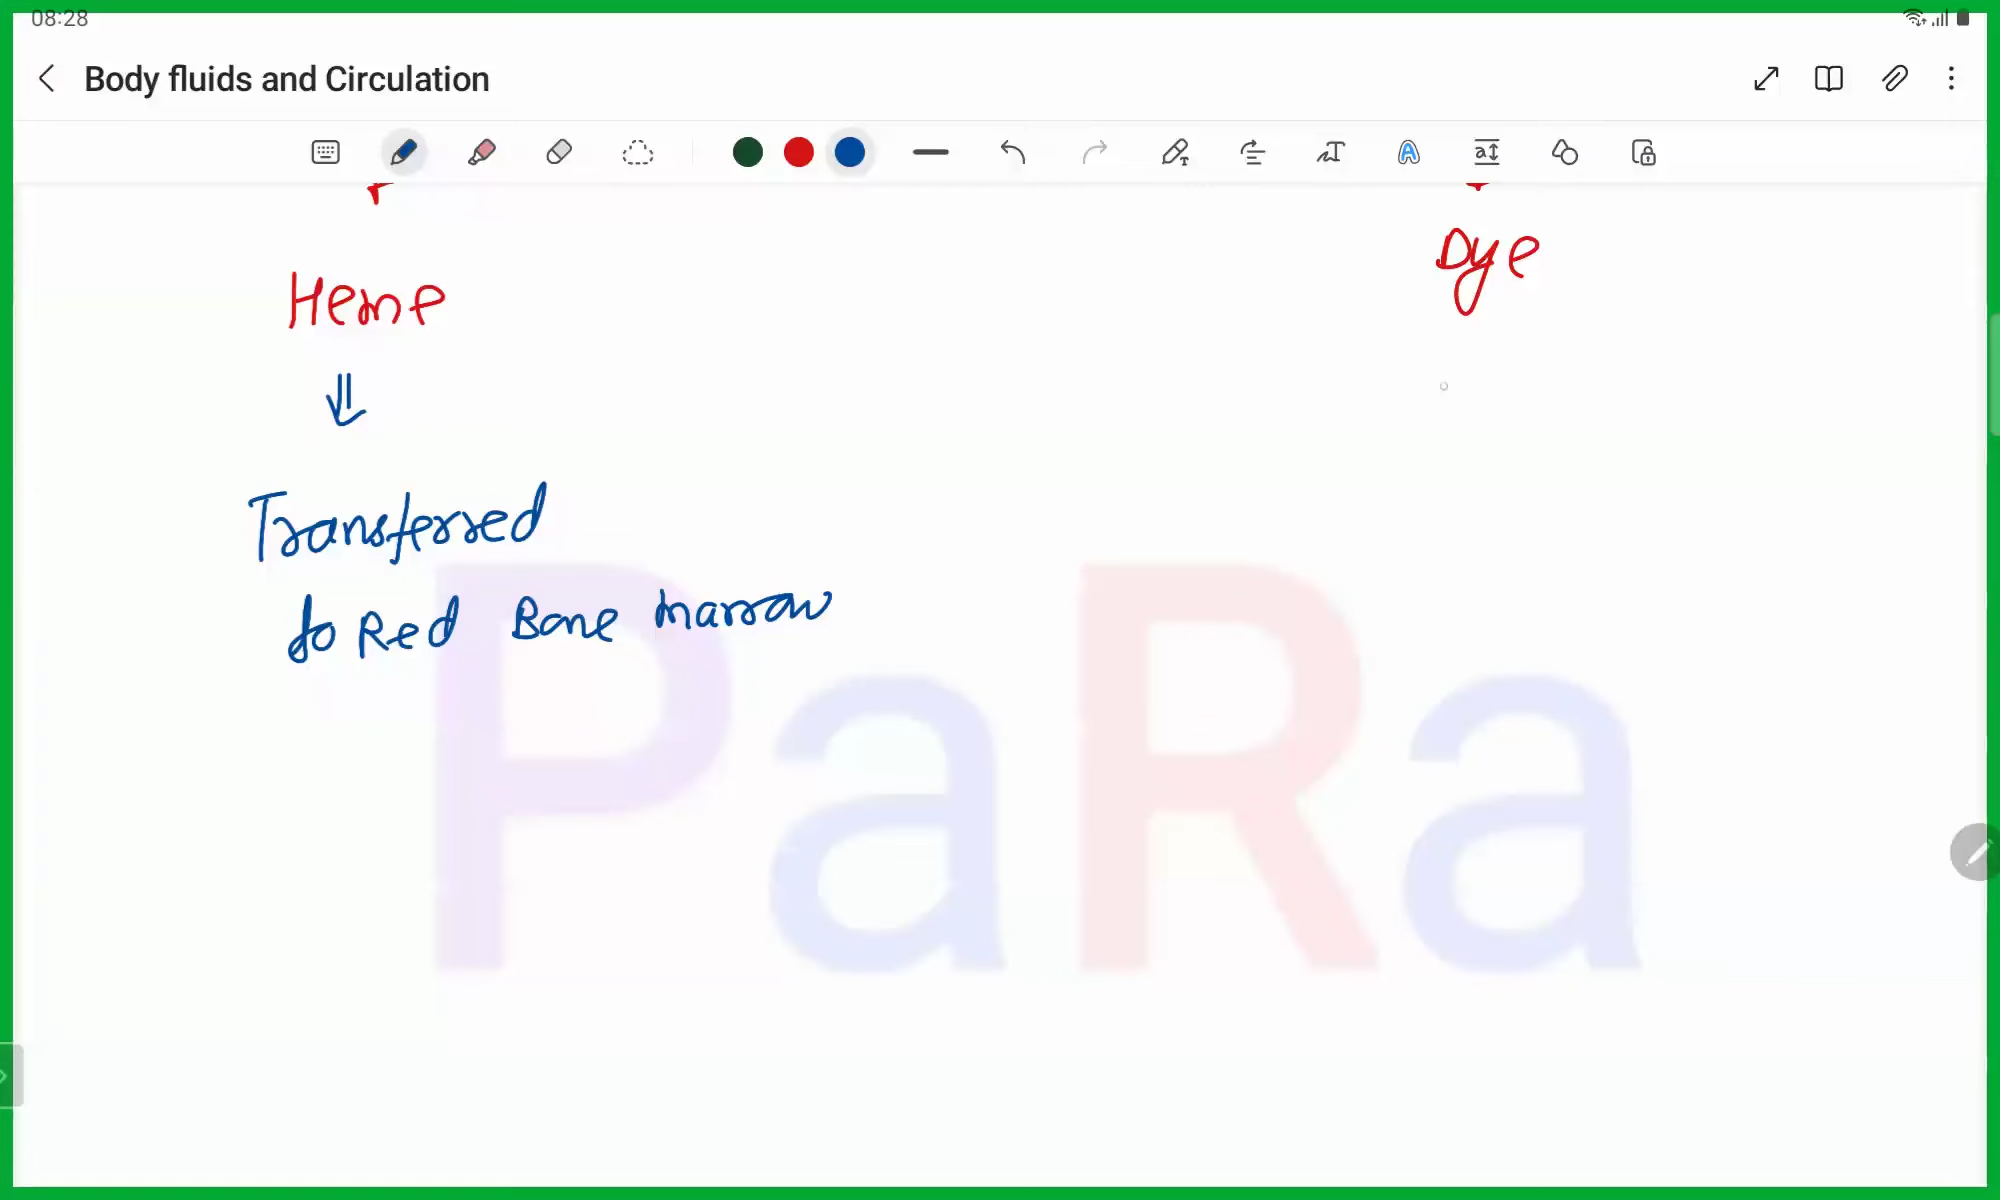 08:28
Body fluids and Circulation
Heme
Dye
Transferred
to Red Bone marrow
PaRa